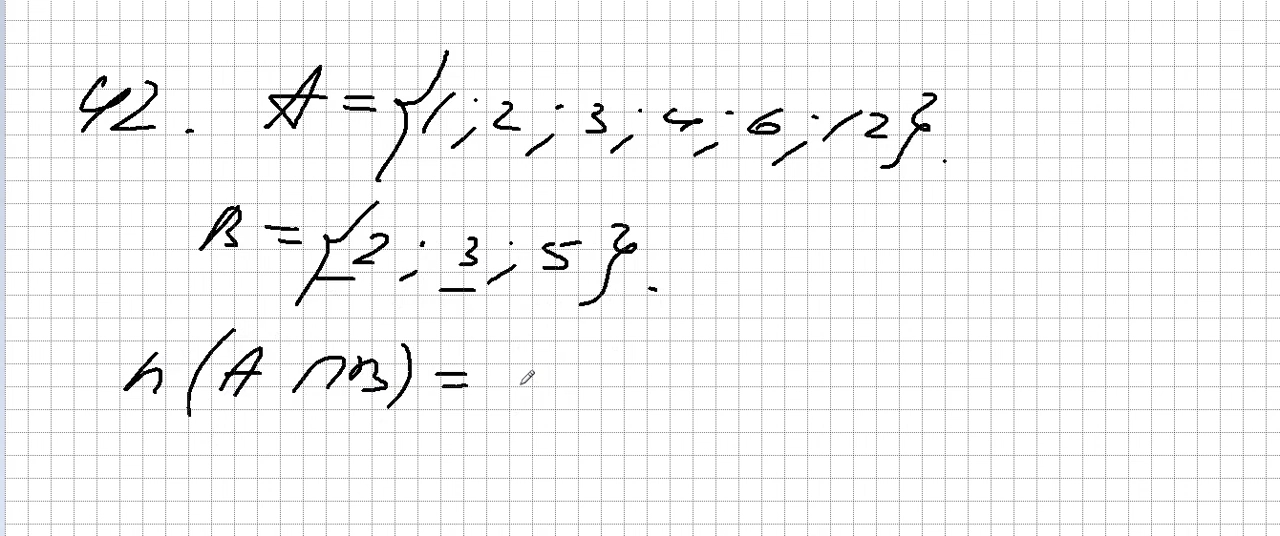 42. A = {1; 2; 3; 4; 6; 12}.
B = {2; 3; 5}.
n(A ∩ B) =